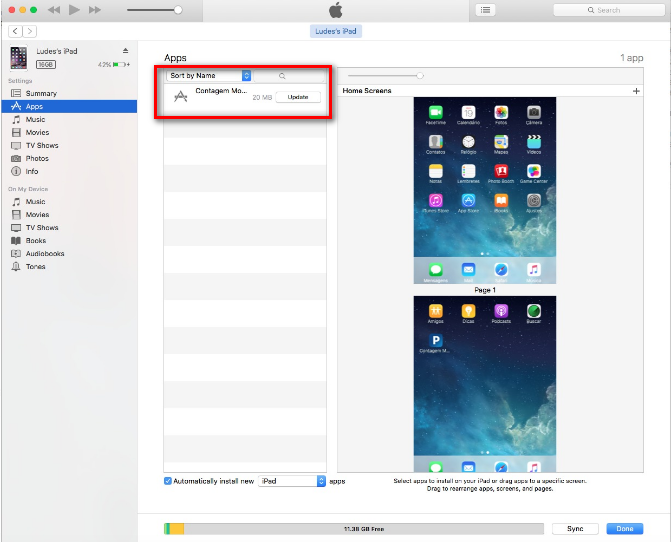 Search
Ludes's iPad
Ludes's iPad
16GB
42%
Settings
Summary
Apps
Music
Movies
TV Shows
Photos
Info
On My Device
Music
Movies
TV Shows
Books
Audiobooks
Tones
Apps
1 app
Sort by Name
Contagem Mo...
20 MB
Update
Home Screens
FaceTime
Calendário
Fotos
Câmera
Contatos
Relógio
Mapas
Vídeos
Notas
Lembretes
Photo Booth
Game Center
iTunes Store
App Store
iBooks
Ajustes
Mensagens
Mail
Safari
Música
Page 1
Amigos
Dicas
Podcasts
Buscar
P
Contagem M...
Automatically install new
iPad
apps
Select apps to install on your iPad or drag apps to a specific screen.
Drag to rearrange apps, screens, and pages.
11.38 GB Free
Sync
Done